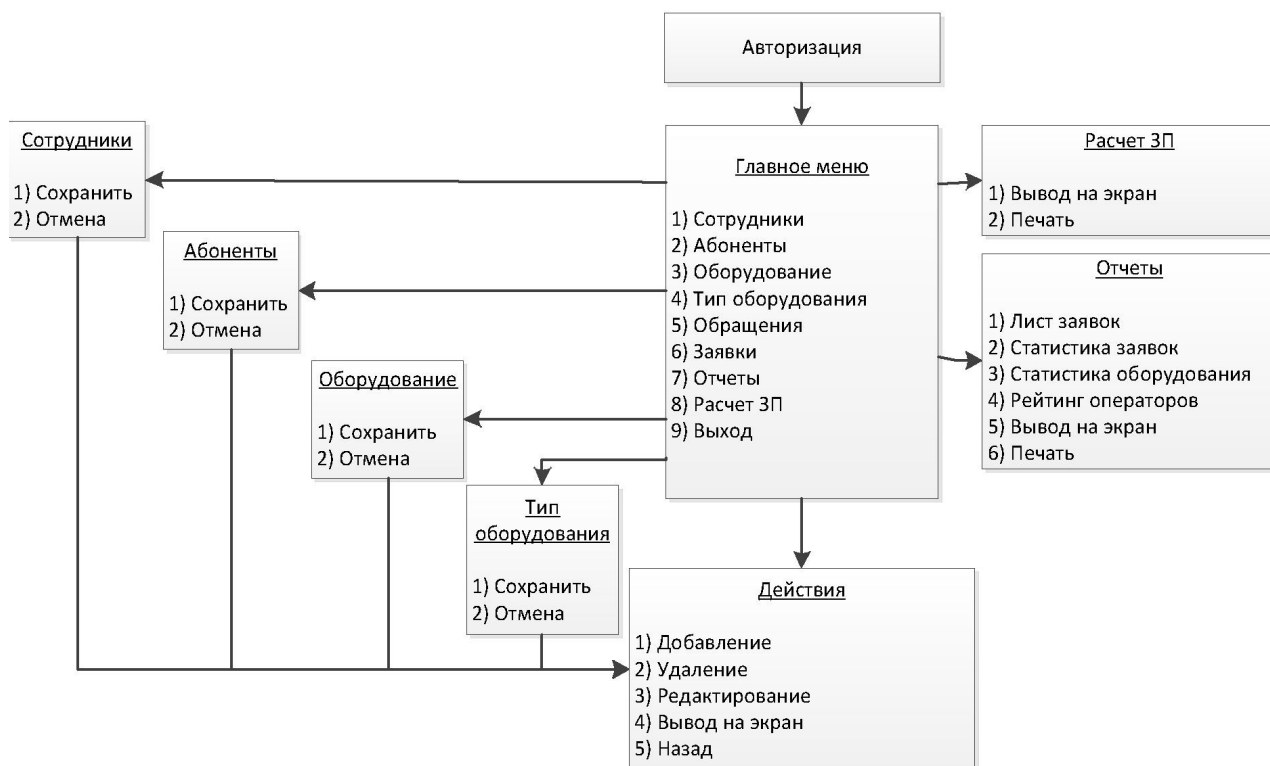 Авторизация
Сотрудники
1) Сохранить
2) Отмена
Абоненты
1) Сохранить
2) Отмена
Оборудование
1) Сохранить
2) Отмена
Тип
оборудования
1) Сохранить
2) Отмена
Главное меню
1) Сотрудники
2) Абоненты
3) Оборудование
4) Тип оборудования
5) Обращения
6) Заявки
7) Отчеты
8) Расчет ЗП
9) Выход
Расчет ЗП
1) Вывод на экран
2) Печать
Отчеты
1) Лист заявок
2) Статистика заявок
3) Статистика оборудования
4) Рейтинг операторов
5) Вывод на экран
6) Печать
Действия
1) Добавление
2) Удаление
3) Редактирование
4) Вывод на экран
5) Назад